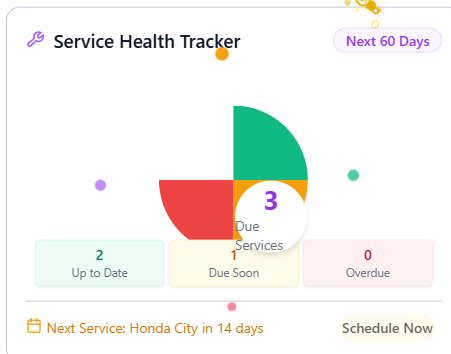 Service Health Tracker
Next 60 Days
3
Due
Services
2
Up to Date
1
Due Soon
0
Overdue
Next Service: Honda City in 14 days
Schedule Now